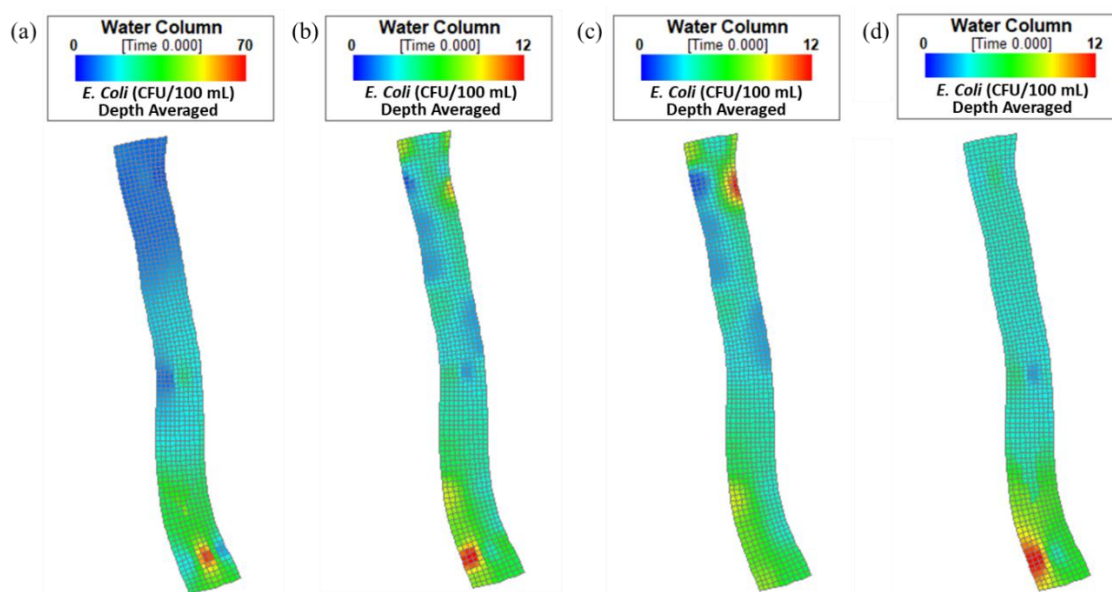 (a)
Water Column
0 [Time 0.000] 70
E. Coli (CFU/100 mL)
Depth Averaged
(b)
Water Column
0 [Time 0.000] 12
E. Coli (CFU/100 mL)
Depth Averaged
(c)
Water Column
0 [Time 0.000] 12
E. Coli (CFU/100 mL)
Depth Averaged
(d)
Water Column
0 [Time 0.000] 12
E. Coli (CFU/100 mL)
Depth Averaged